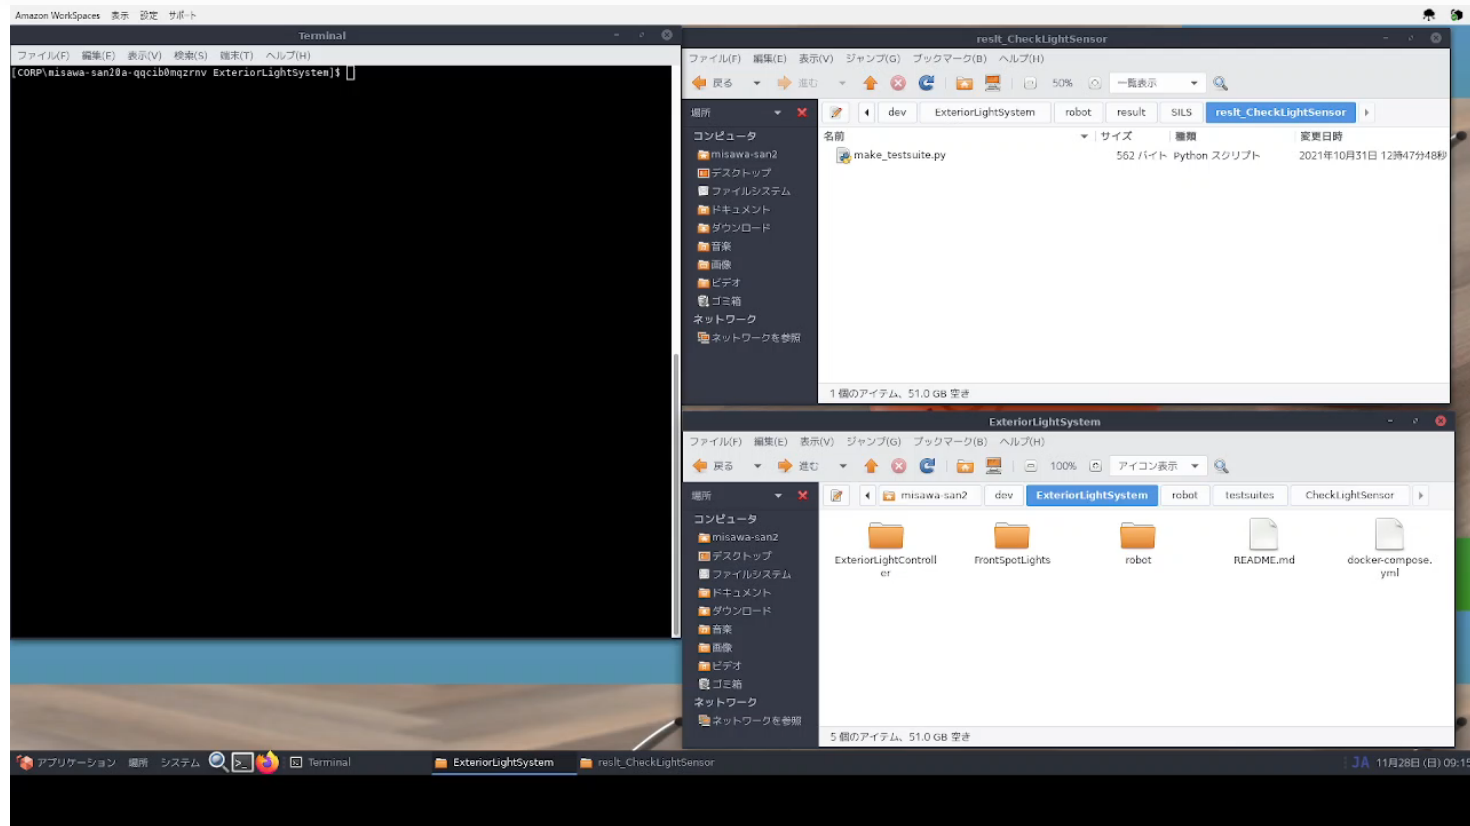 Amazon WorkSpaces 表示 設定 サポート
Terminal
ファイル(F) 編集(E) 表示(V) 検索(S) 端末(T) ヘルプ(H)
[CORP\misawa-san2@a-qqcib0mqzrnv ExteriorLightSystem]$
reslt_CheckLightSensor
ファイル(F) 編集(E) 表示(V) ジャンプ(G) ブックマーク(B) ヘルプ(H)
戻る 進む 50% 一覧表示
場所 dev ExteriorLightSystem robot result SILS reslt_CheckLightSensor
名前 サイズ 種類 変更日時
make_testsuite.py 562 バイト Python スクリプト 2021年10月31日 12時47分48秒
コンピュータ
misawa-san2
デスクトップ
ファイルシステム
ドキュメント
ダウンロード
音楽
画像
ビデオ
ゴミ箱
ネットワーク
ネットワークを参照
1 個のアイテム、51.0 GB 空き
ExteriorLightSystem
ファイル(F) 編集(E) 表示(V) ジャンプ(G) ブックマーク(B) ヘルプ(H)
戻る 進む 100% アイコン表示
場所 misawa-san2 dev ExteriorLightSystem robot testsuites CheckLightSensor
コンピュータ
misawa-san2
デスクトップ
ファイルシステム
ドキュメント
ダウンロード
音楽
画像
ビデオ
ゴミ箱
ネットワーク
ネットワークを参照
ExteriorLightControll
er
FrontSpotLights
robot
README.md
docker-compose.
yml
5 個のアイテム、51.0 GB 空き
アプリケーション 場所 システム Terminal ExteriorLightSystem reslt_CheckLightSensor JA 11月28日 (日) 09:15